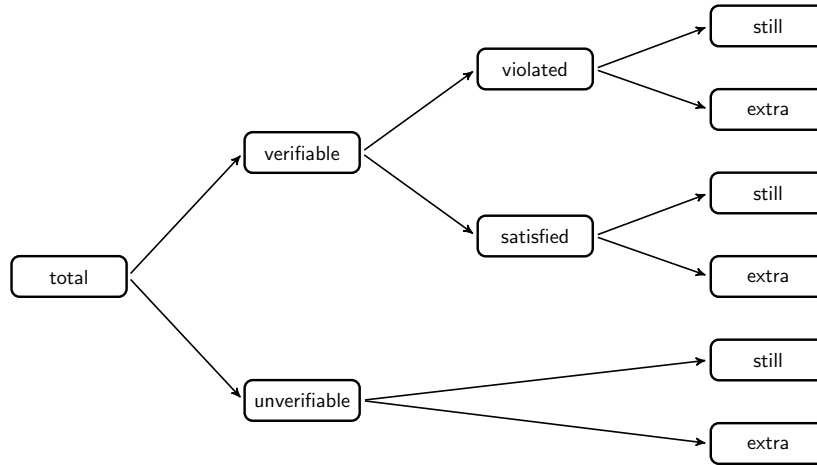 still
violated
extra
verifiable
still
satisfied
extra
total
still
unverifiable
extra